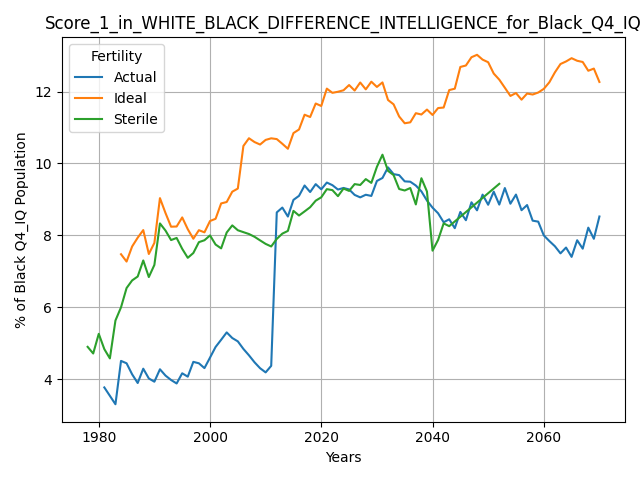 Score_1_in_WHITE_BLACK_DIFFERENCE_INTELLIGENCE_for_Black_Q4_IQ
Fertility
Actual
Ideal
Sterile
% of Black Q4_IQ Population
12
10
8
6
4
1980 2000 2020 2040 2060
Years